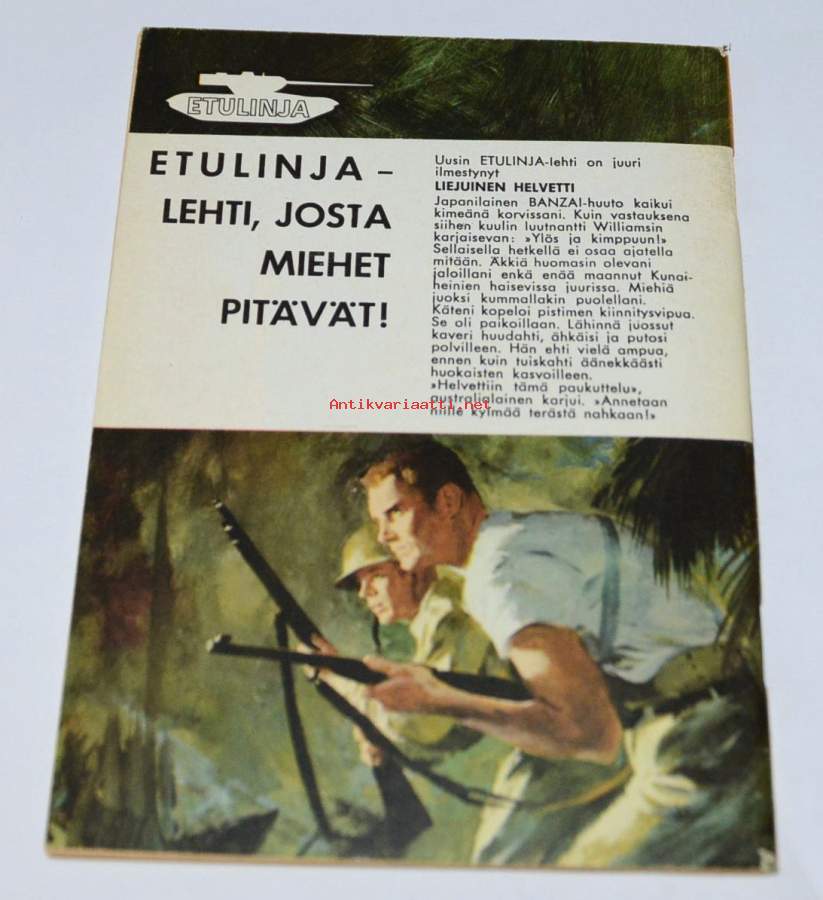 ETULINJA
ETULINJA –
LEHTI, JOSTA
MIEHET
PITÄVÄT!
Uusin ETULINJA-lehti on juuri
ilmestynyt
LIEJUINEN HELVETTI
Japanilainen BANZAI-huuto kaikui
kimeänä korvissani. Kuin vastauksena
siihen kuulin luutnantti Williamsin
karjaisevan: »Ylös ja kimppuun!»
Sellaisella hetkellä ei osaa ajatella
mitään. Äkkiä huomasin olevani
jaloillani enkä enää maannut Kunai-
heinien haisevissa juurissa. Miehiä
juoksi kummallakin puolellani.
Käteni kopeloi pistimen kiinnitysvipua.
Se oli paikoillaan. Lähinnä juossut
kaveri huudahti, ähkäisi ja putosi
polvilleen. Hän ehti vielä ampua,
ennen kuin tuiskahti äänekkäästi
huokaisten kasvoilleen.
»Helvettiin tämä paukuttelu»,
australialainen karjui. »Annetaan
niille kylmää terästä nahkaan!»
Antikvariaatti.net